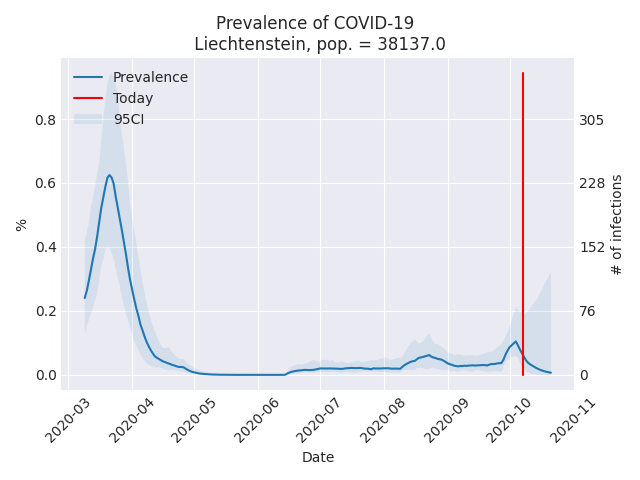 Prevalence of COVID-19
Liechtenstein, pop. = 38137.0
Prevalence
Today
95CI
0.8
0.6
0.4
0.2
0.0
%
305
228
152
76
0
# of infections
2020-03
2020-04
2020-05
2020-06
2020-07
2020-08
2020-09
2020-10
2020-11
Date